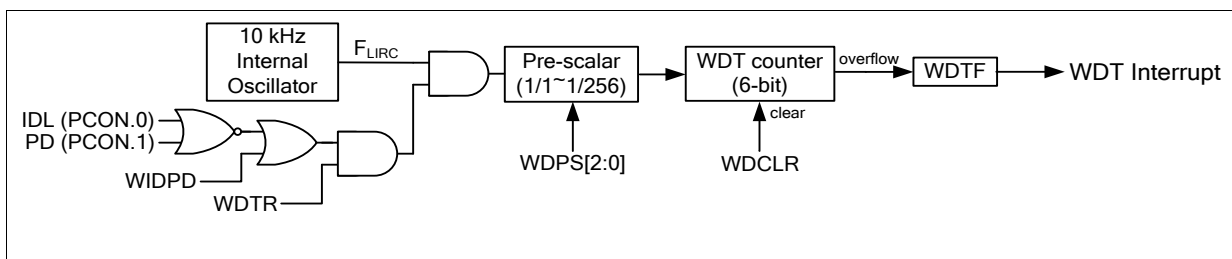 10 kHz
Internal
Oscillator
FLIRC
Pre-scalar
(1/1~1/256)
WDT counter
(6-bit)
overflow
WDTF
WDT Interrupt
clear
IDL (PCON.0)
PD (PCON.1)
WIDPD
WDTR
WDPS[2:0]
WDCLR